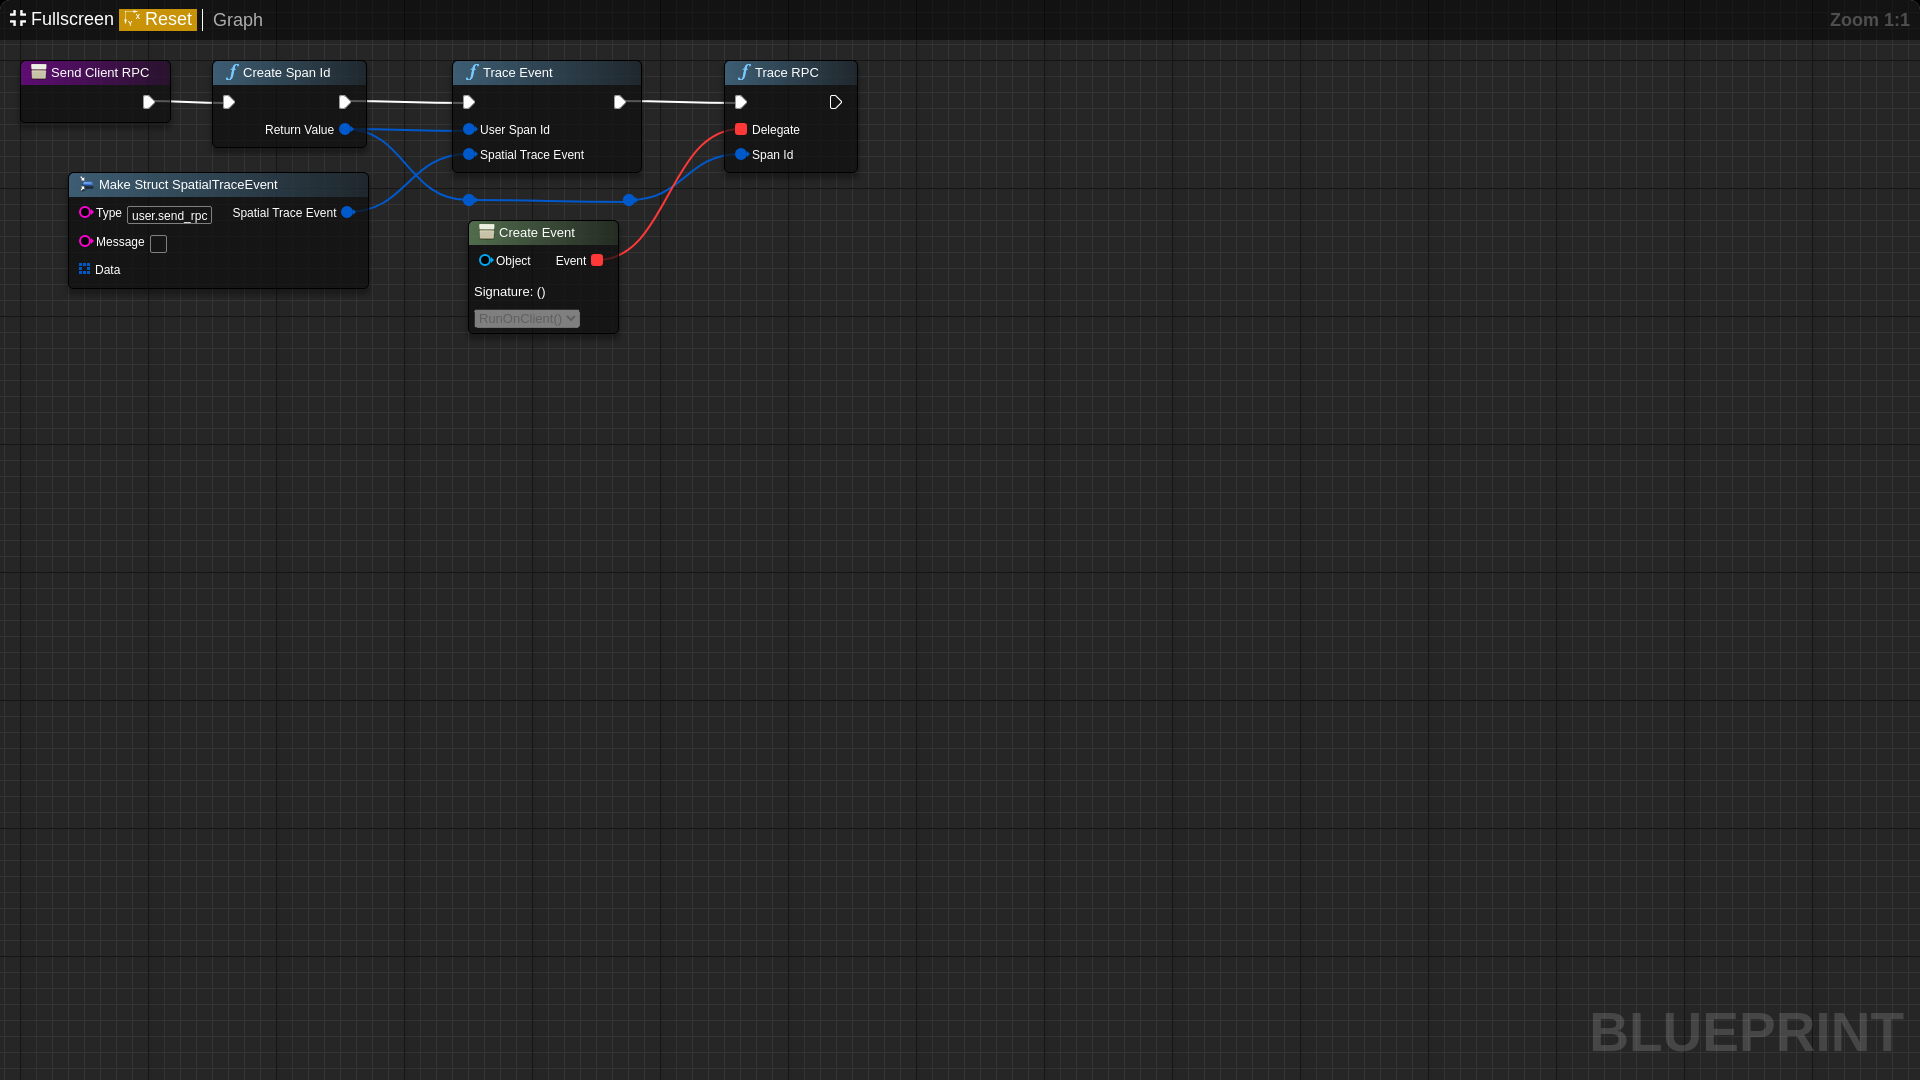 Fullscreen Reset Graph Zoom 1:1
Send Client RPC
Create Span Id
Return Value
Trace Event
User Span Id
Spatial Trace Event
Trace RPC
Delegate
Span Id
Make Struct SpatialTraceEvent
Type user.send_rpc Spatial Trace Event
Message
Data
Create Event
Object Event
Signature: ()
RunOnClient()
BLUEPRINT